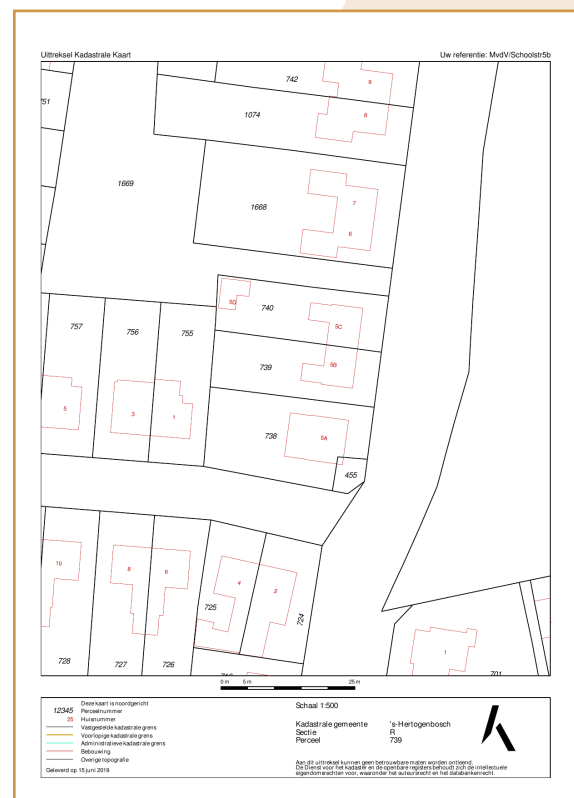 Uittreksel Kadastrale Kaart
Uw referentie: MvdV/Schoolstr5b
742
9
751
1074
8
1669
1668
7
6
5D
740
5C
757
756
755
739
5B
5
3
1
738
5A
455
10
8
6
4
2
725
724
728
727
726
1
701
0 m 5 m 25 m
12345
25
Deze kaart is noordgericht
Perceelnummer
Huisnummer
Vastgestelde kadastrale grens
Voorlopige kadastrale grens
Administratieve kadastrale grens
Bebouwing
Overige topografie
Geleverd op 15 juni 2019
Schaal 1:500
Kadastrale gemeente 's-Hertogenbosch
Sectie R
Perceel 739
Aan dit uittreksel kunnen geen betrouwbare maten worden ontleend.
De Dienst voor het kadaster en de openbare registers behoudt zich de intellectuele
eigendomsrechten voor, waaronder het auteursrecht en het databankenrecht.